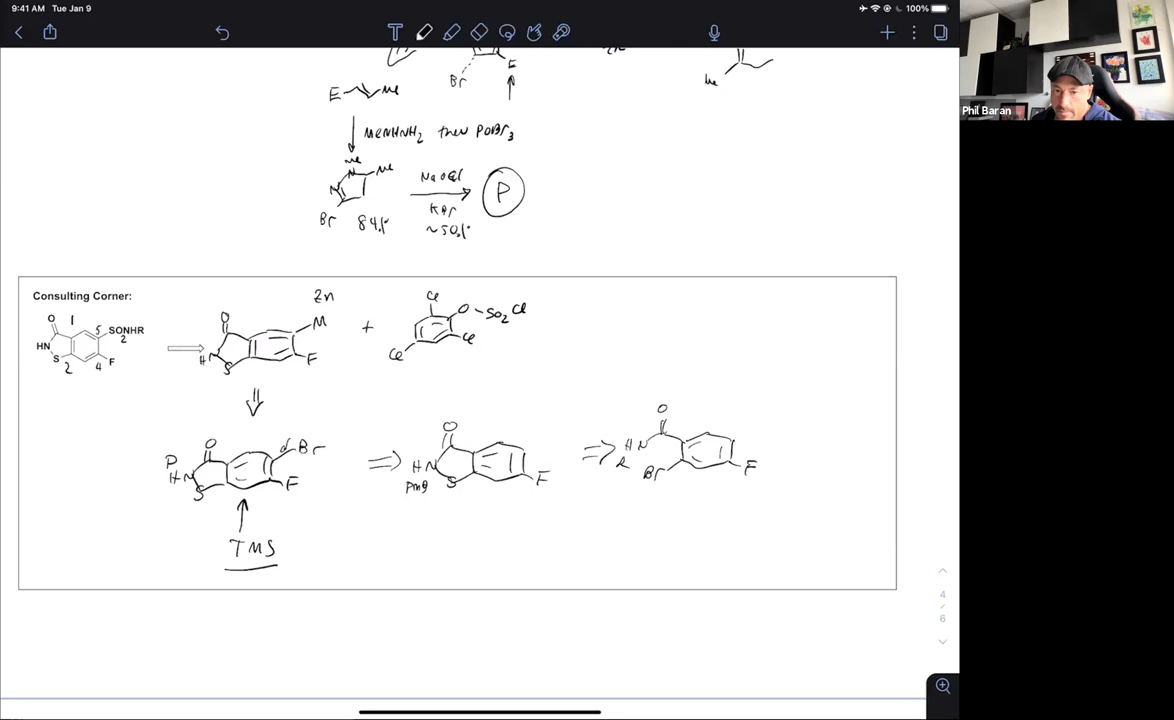 9:41 AM Tue Jan 9
100%
Phil Baran
Br
E
Me
E Me
MeNHNH2 then POBr3
Me
N Me
N
Br 84%
NaOCl
KBr
~50%
P
Consulting Corner:
O 1 5 SONHR
2
HN
S 2 4 F
Zn
O M
HN
S F
+
Cl
O-SO2Cl
Cl
Cl
P O Br
HN
S F
TMS
O
HN
PMB S F
O
HN
R
Br F
4
/
6